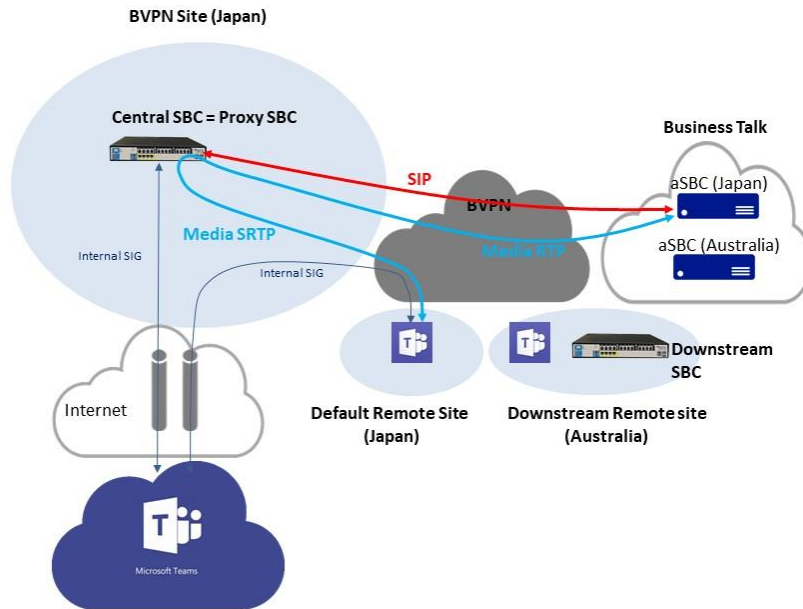 BVPN Site (Japan)
Central SBC = Proxy SBC
Business Talk
SIP
aSBC (Japan)
BVPN
Media SRTP
Media RTP
aSBC (Australia)
Internal SIG
Internal SIG
T
T
Downstream
SBC
Internet
Default Remote Site
(Japan)
Downstream Remote site
(Australia)
T
Microsoft Teams